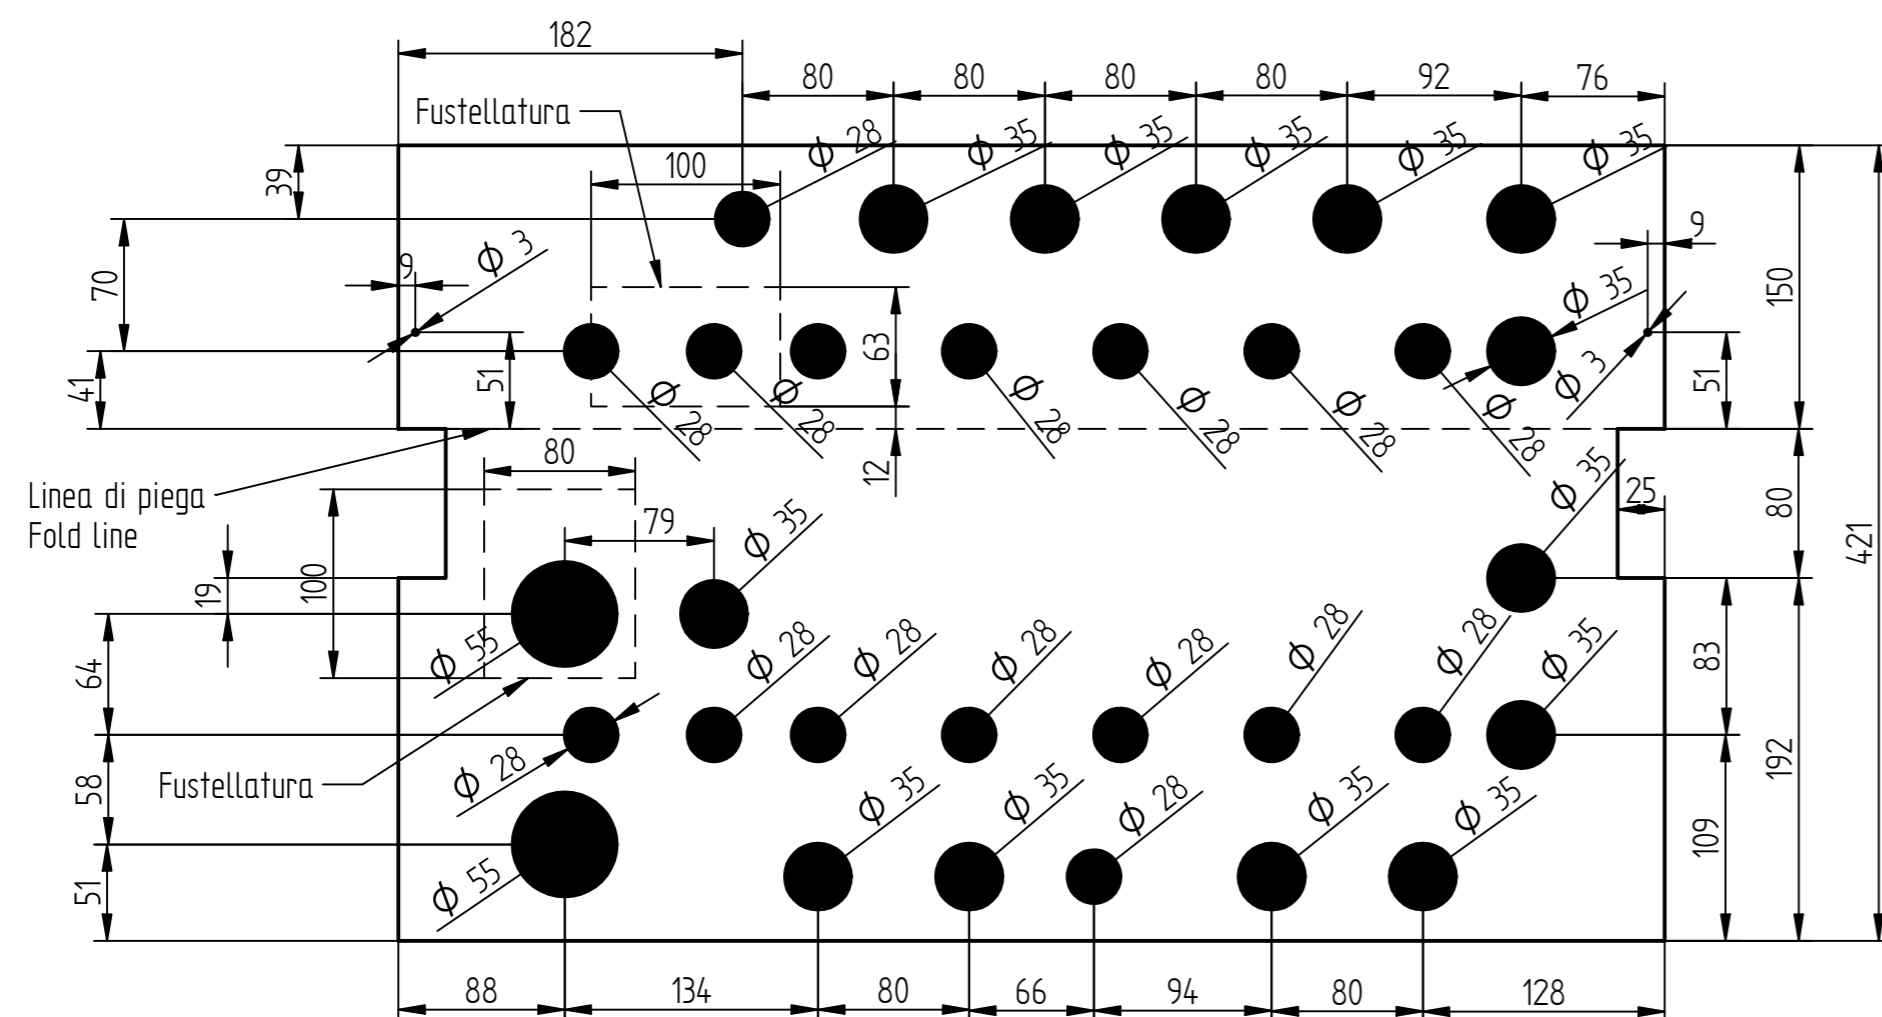 182
80 80 80 80 92 76
Fustellatura
100
ϕ 28 ϕ 35 ϕ 35 ϕ 35 ϕ 35 ϕ 35
39
70
9
ϕ 3
9
150
ϕ 35
63
41
51
ϕ 3
51
ϕ 28 ϕ 28 ϕ 28 ϕ 28 ϕ 28 ϕ 28
12
80
Linea di piega
Fold line
ϕ 35
25
80
421
79
ϕ 35
100
19
ϕ 55
64
ϕ 28 ϕ 28 ϕ 28 ϕ 28 ϕ 28 ϕ 35
83
192
ϕ 28
Fustellatura
58
ϕ 35 ϕ 35 ϕ 28 ϕ 35 ϕ 35
109
ϕ 55
51
88 134 80 66 94 80 128